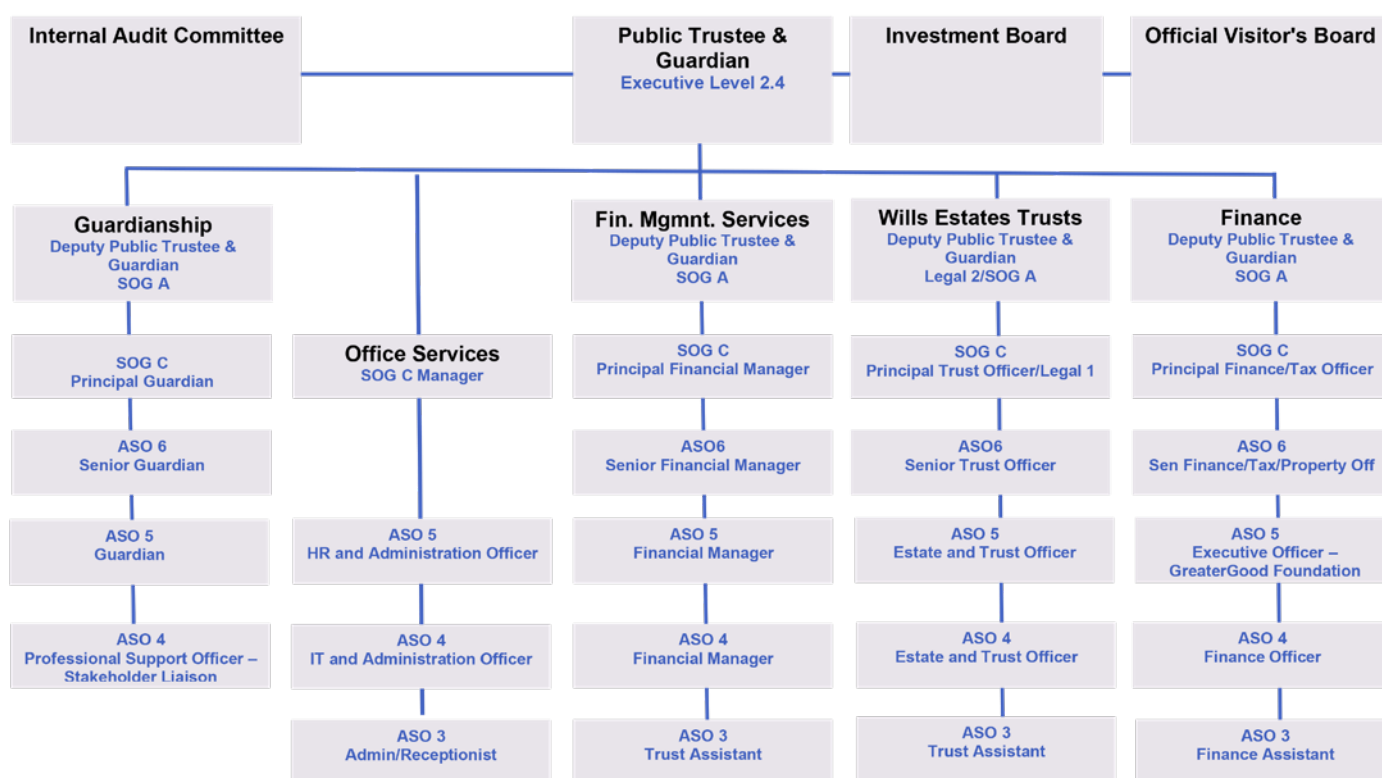 Internal Audit Committee
Public Trustee &
Guardian
Executive Level 2.4
Investment Board
Official Visitor's Board
Guardianship
Deputy Public Trustee &
Guardian
SOG A
Fin. Mgmnt. Services
Deputy Public Trustee &
Guardian
SOG A
Wills Estates Trusts
Deputy Public Trustee &
Guardian
Legal 2/SOG A
Finance
Deputy Public Trustee &
Guardian
SOG A
SOG C
Principal Guardian
Office Services
SOG C Manager
SOG C
Principal Financial Manager
SOG C
Principal Trust Officer/Legal 1
SOG C
Principal Finance/Tax Officer
ASO 6
Senior Guardian
ASO6
Senior Financial Manager
ASO6
Senior Trust Officer
ASO 6
Sen Finance/Tax/Property Off
ASO 5
Guardian
ASO 5
HR and Administration Officer
ASO 5
Financial Manager
ASO 5
Estate and Trust Officer
ASO 5
Executive Officer –
GreaterGood Foundation
ASO 4
Professional Support Officer –
Stakeholder Liaison
ASO 4
IT and Administration Officer
ASO 4
Financial Manager
ASO 4
Estate and Trust Officer
ASO 4
Finance Officer
ASO 3
Admin/Receptionist
ASO 3
Trust Assistant
ASO 3
Trust Assistant
ASO 3
Finance Assistant